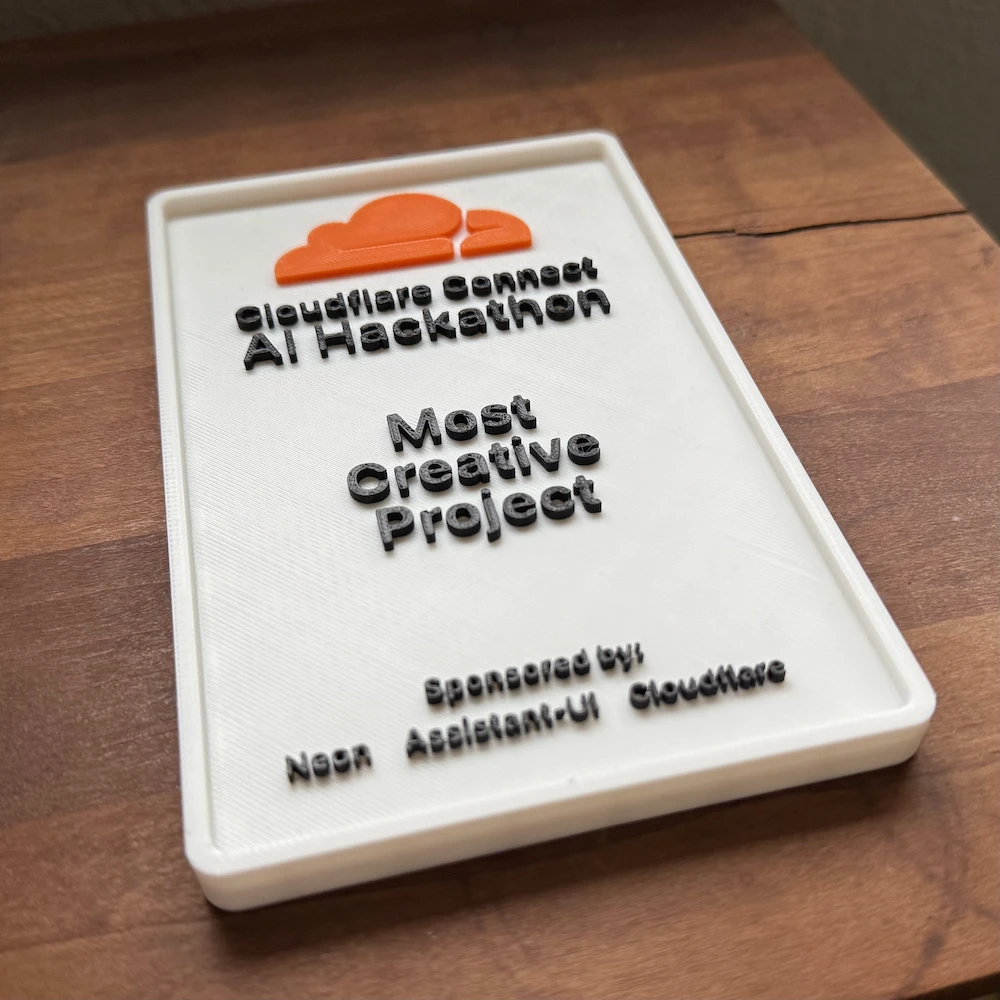 Cloudflare Connect
AI Hackathon
Most
Creative
Project
Sponsored by:
Neon Assistant-UI Cloudflare